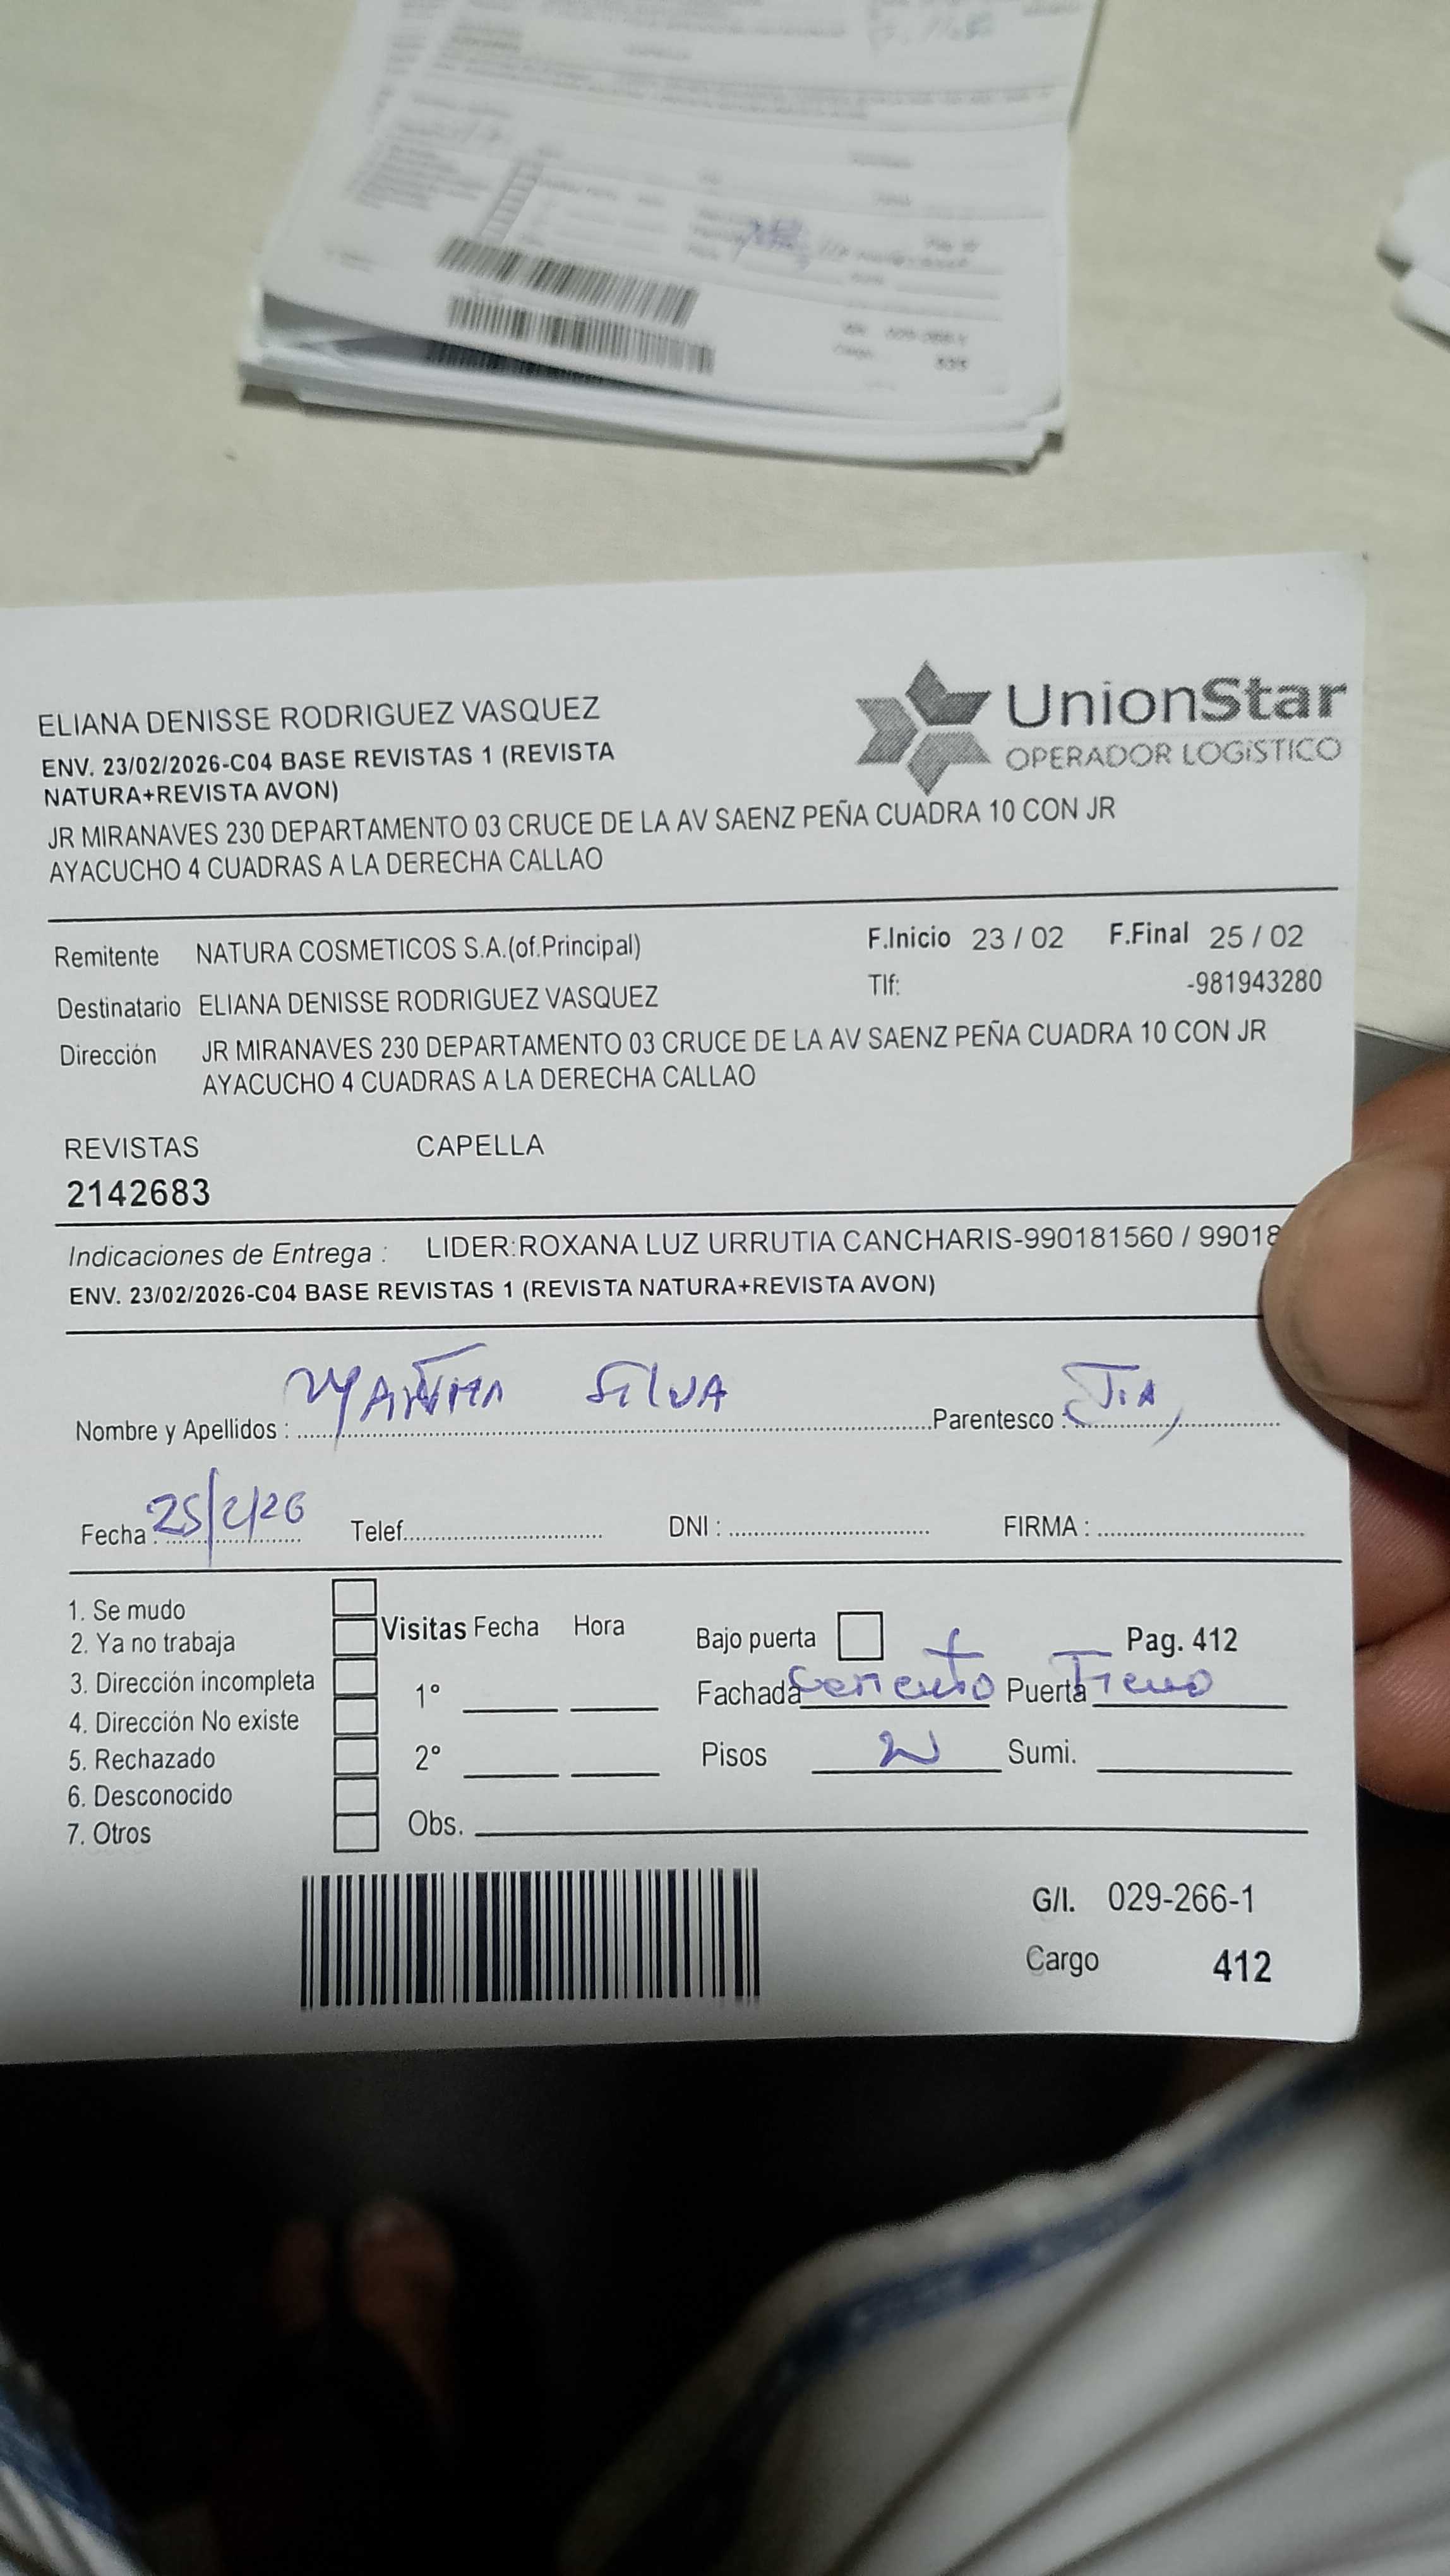 ELIANA DENISSE RODRIGUEZ VASQUEZ
ENV. 23/02/2026-C04 BASE REVISTAS 1 (REVISTA
NATURA+REVISTA AVON)
JR MIRANAVES 230 DEPARTAMENTO 03 CRUCE DE LA AV SAENZ PEÑA CUADRA 10 CON JR
AYACUCHO 4 CUADRAS A LA DERECHA CALLAO
UnionStar
OPERADOR LOGíSTICO
Remitente NATURA COSMETICOS S.A.(of.Principal) F.Inicio 23 / 02 F.Final 25 / 02
Destinatario ELIANA DENISSE RODRIGUEZ VASQUEZ Tlf: -981943280
Dirección JR MIRANAVES 230 DEPARTAMENTO 03 CRUCE DE LA AV SAENZ PEÑA CUADRA 10 CON JR
AYACUCHO 4 CUADRAS A LA DERECHA CALLAO
REVISTAS CAPELLA
2142683
Indicaciones de Entrega : LIDER:ROXANA LUZ URRUTIA CANCHARIS-990181560 / 99018
ENV. 23/02/2026-C04 BASE REVISTAS 1 (REVISTA NATURA+REVISTA AVON)
Nombre y Apellidos : Silva Parentesco : Tia
Fecha : 25/2/26 Telef. DNI : FIRMA :
1. Se mudo
2. Ya no trabaja
3. Dirección incompleta
4. Dirección No existe
5. Rechazado
6. Desconocido
7. Otros
Visitas Fecha Hora
1°
2°
Obs.
Bajo puerta Pag. 412
Fachada Cemento Puerta Fierro
Pisos 2 Sumi.
G/I. 029-266-1
Cargo 412